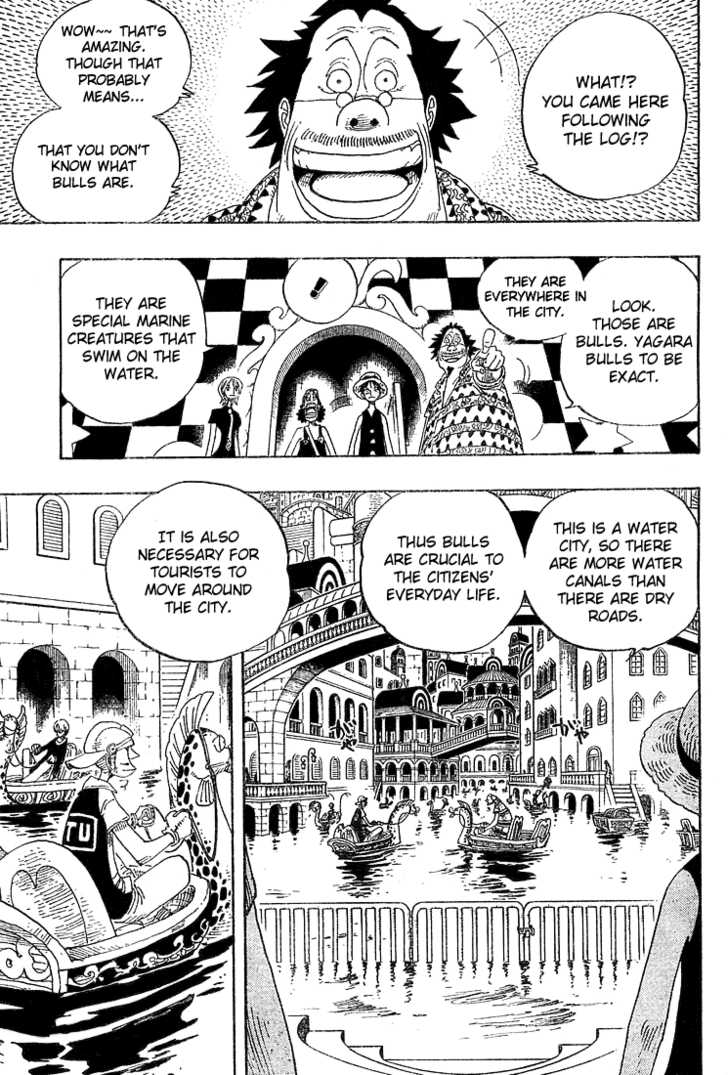 WHAT!?
YOU CAME HERE
FOLLOWING
THE LOG!?
WOW~~ THAT'S
AMAZING.
THOUGH THAT
PROBABLY
MEANS...
THAT YOU DON'T
KNOW WHAT
BULLS ARE.
LOOK.
THOSE ARE
BULLS. YAGARA
BULLS TO BE
EXACT.
THEY ARE
EVERYWHERE IN
THE CITY.
!
THEY ARE
SPECIAL MARINE
CREATURES THAT
SWIM ON THE
WATER.
THIS IS A WATER
CITY, SO THERE
ARE MORE WATER
CANALS THAN
THERE ARE DRY
ROADS.
THUS BULLS
ARE CRUCIAL TO
THE CITIZENS'
EVERYDAY LIFE.
IT IS ALSO
NECESSARY FOR
TOURISTS TO
MOVE AROUND
THE CITY.
TU